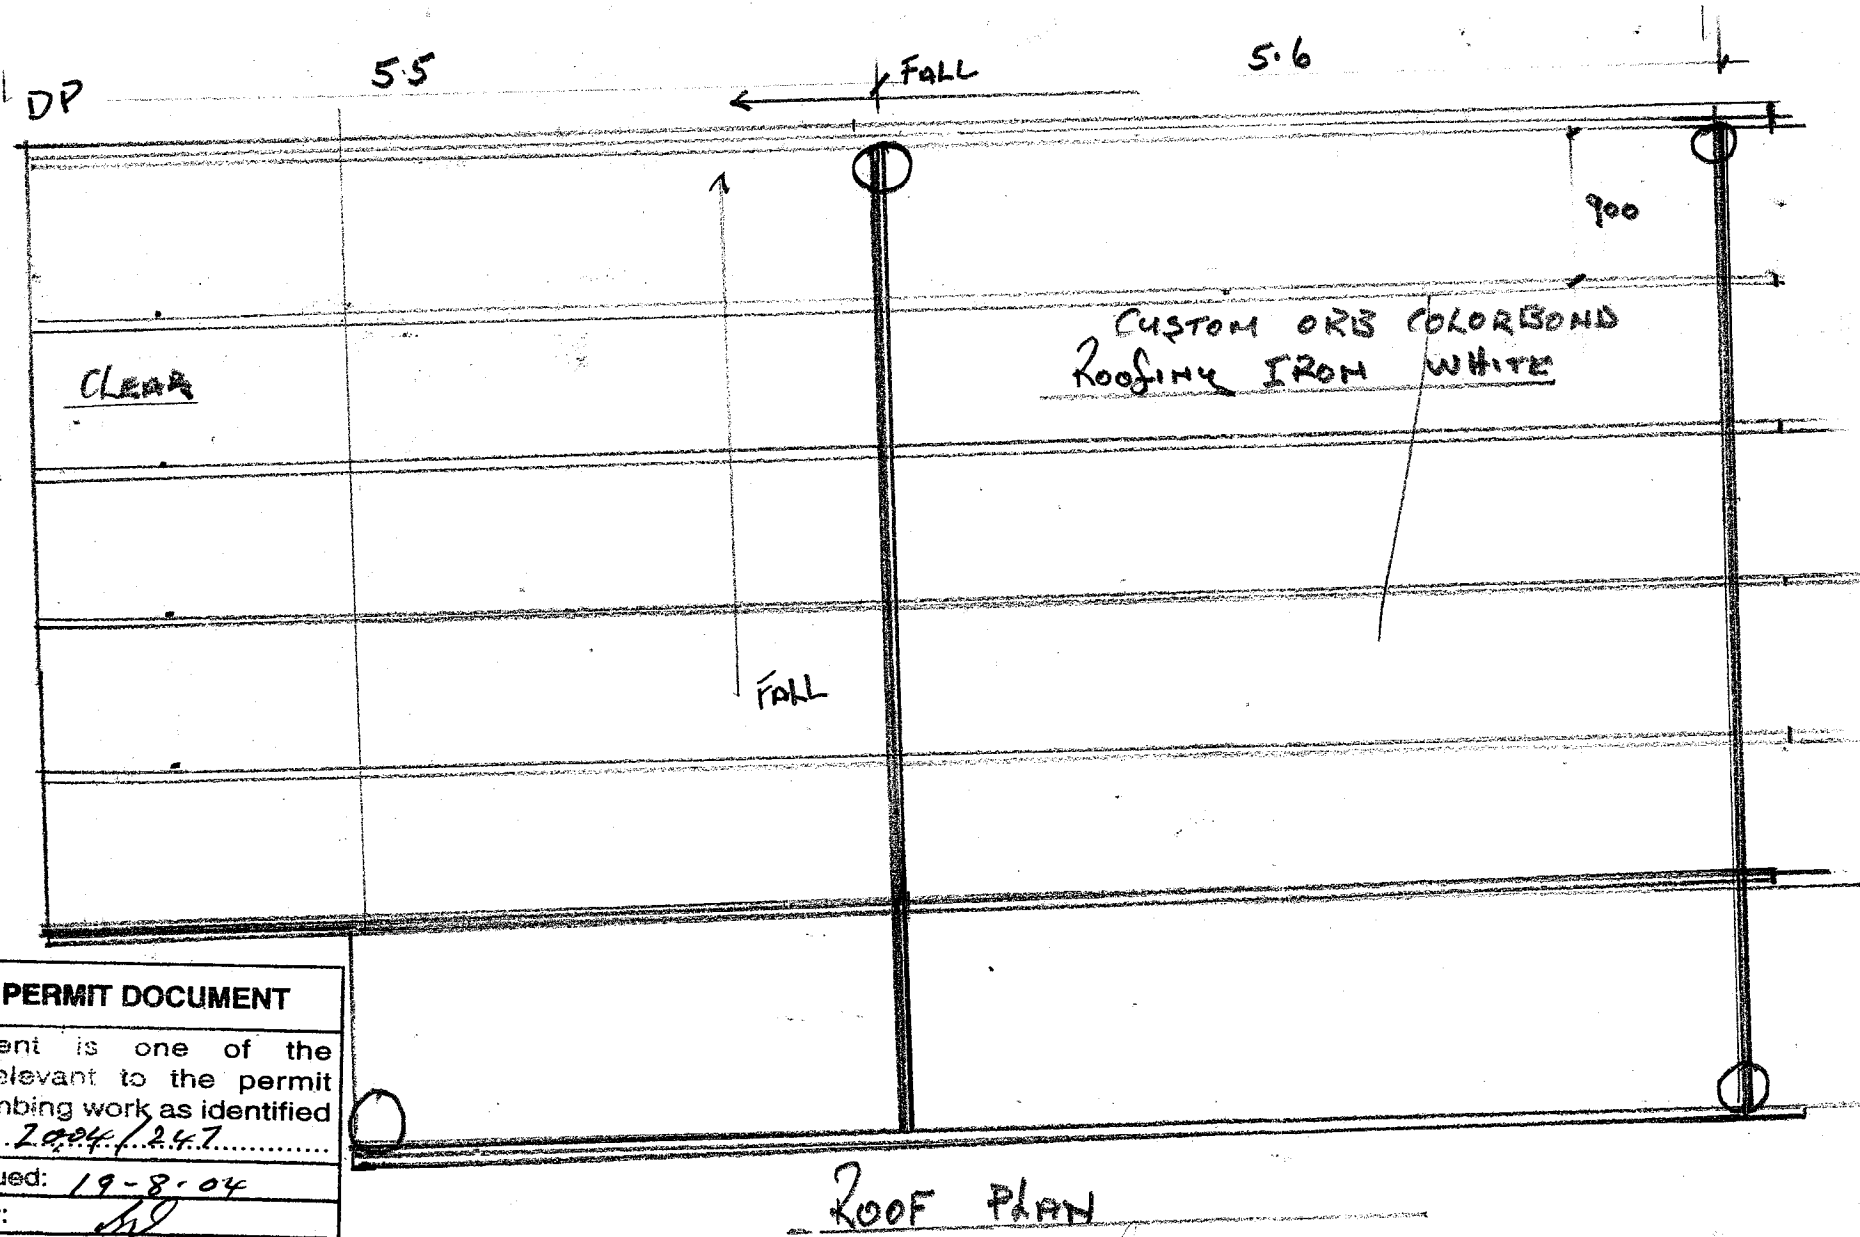 DP
5.5
FALL
5.6
900
CUSTOM ORB COLORBOND
Roofing IRON WHITE
CLEAR
FALL
PERMIT DOCUMENT
ent is one of the
elevant to the permit
nbing work as identified
2004/247
ued: 19-8-04
ROOF PLAN